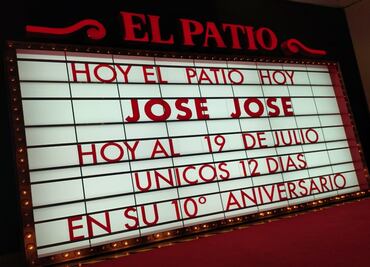 EL PATIO
HOY EL PATIO HOY
JOSE JOSE
HOY AL 19 DE JULIO
UNICOS 12 DIAS
EN SU 10° ANIVERSARIO